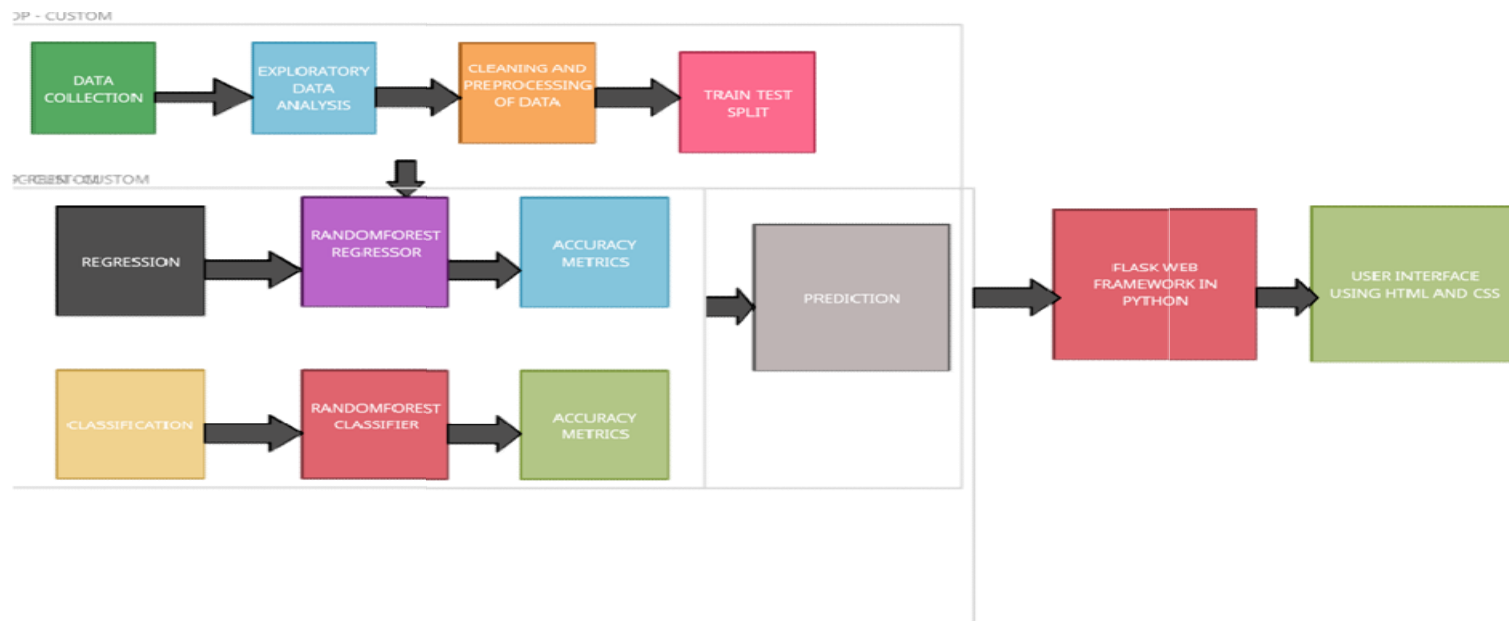 OP - CUSTOM
DATA
COLLECTION
EXPLORATORY
DATA
ANALYSIS
CLEANING AND
PREPROCESSING
OF DATA
TRAIN TEST
SPLIT
CUSTOM
REGRESSION
RANDOMFOREST
REGRESSOR
ACCURACY
METRICS
PREDICTION
FLASK WEB
FRAMEWORK IN
PYTHON
USER INTERFACE
USING HTML AND CSS
CLASSIFICATION
RANDOMFOREST
CLASSIFIER
ACCURACY
METRICS